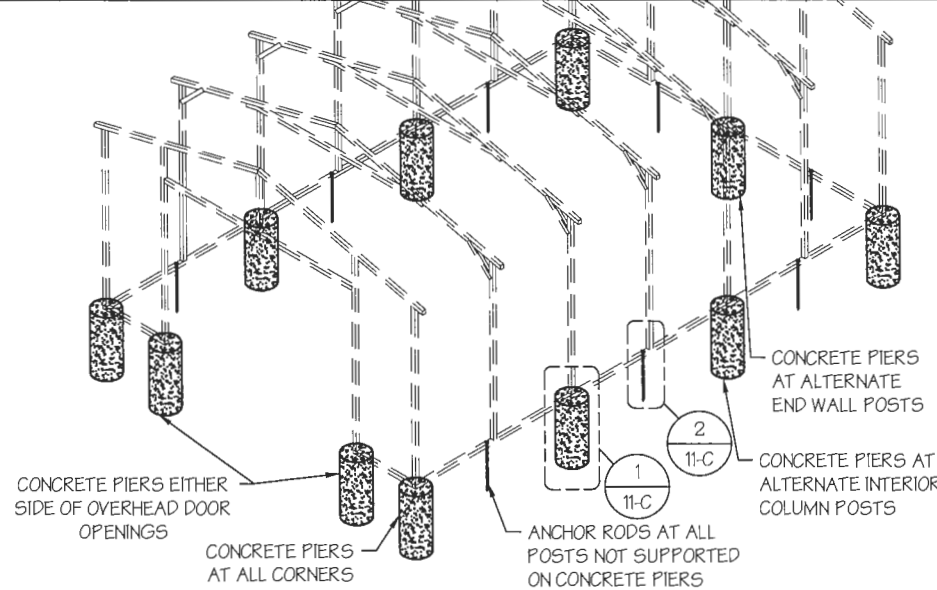 CONCRETE PIERS
AT ALTERNATE
END WALL POSTS
2
11-C
CONCRETE PIERS AT
ALTERNATE INTERIOR
COLUMN POSTS
1
11-C
CONCRETE PIERS EITHER
SIDE OF OVERHEAD DOOR
OPENINGS
CONCRETE PIERS
AT ALL CORNERS
ANCHOR RODS AT ALL
POSTS NOT SUPPORTED
ON CONCRETE PIERS